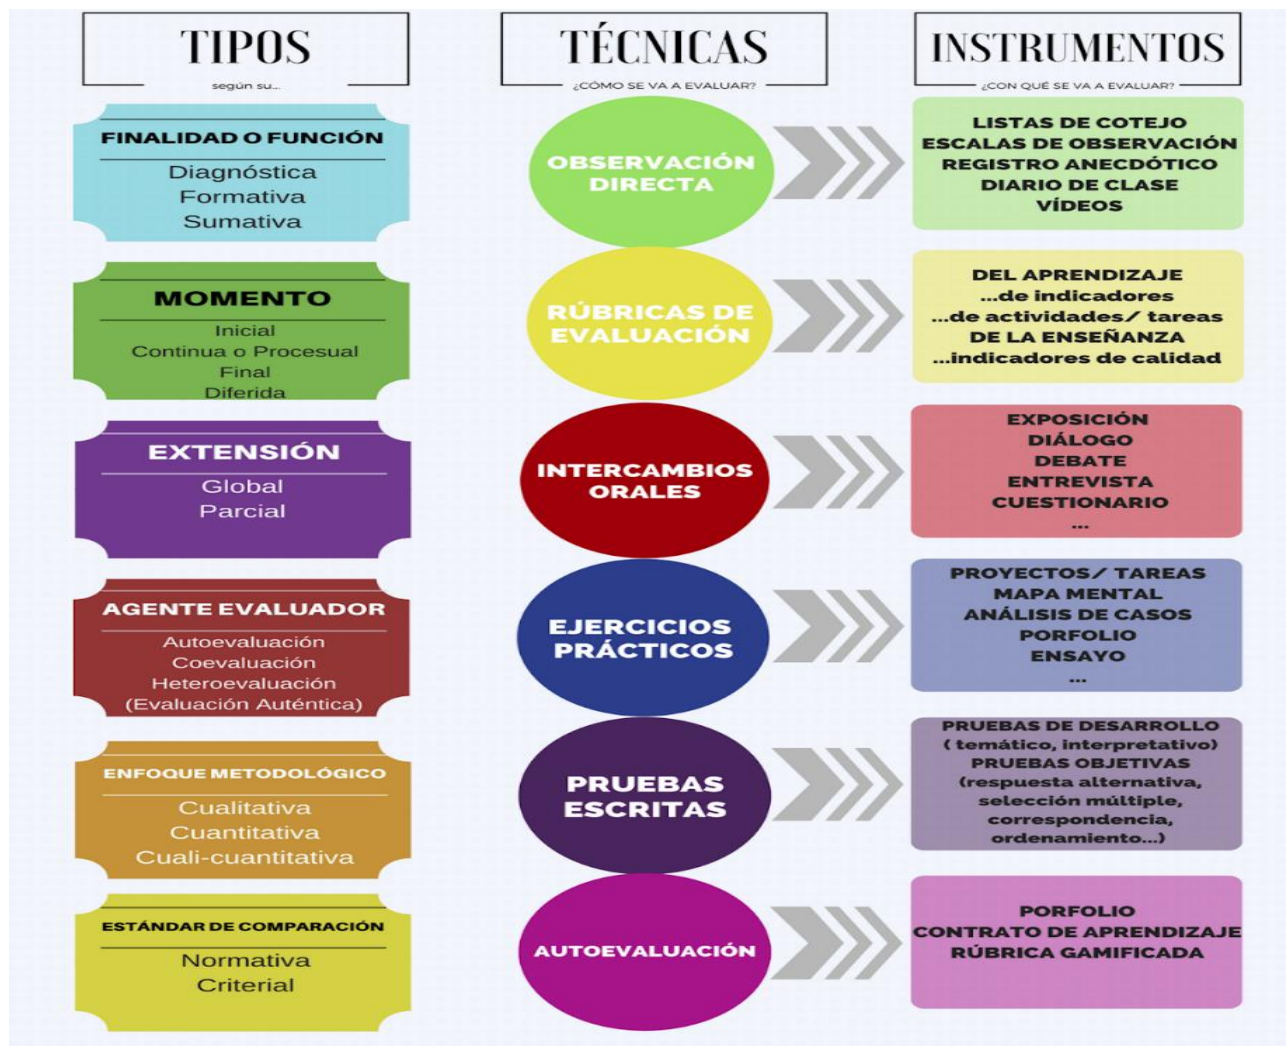 TIPOS
según su...
FINALIDAD O FUNCIÓN
Diagnóstica
Formativa
Sumativa
MOMENTO
Inicial
Continua o Procesual
Final
Diferida
EXTENSIÓN
Global
Parcial
AGENTE EVALUADOR
Autoevaluación
Coevaluación
Heteroevaluación
(Evaluación Auténtica)
ENFOQUE METODOLÓGICO
Cualitativa
Cuantitativa
Cuali-cuantitativa
ESTÁNDAR DE COMPARACIÓN
Normativa
Criterial
TÉCNICAS
¿CÓMO SE VA A EVALUAR?
OBSERVACIÓN
DIRECTA
RÚBRICAS DE
EVALUACIÓN
INTERCAMBIOS
ORALES
EJERCICIOS
PRÁCTICOS
PRUEBAS
ESCRITAS
AUTOEVALUACIÓN
INSTRUMENTOS
¿CON QUÉ SE VA A EVALUAR?
LISTAS DE COTEJO
ESCALAS DE OBSERVACIÓN
REGISTRO ANECDÓTICO
DIARIO DE CLASE
VÍDEOS
DEL APRENDIZAJE
...de indicadores
...de actividades/ tareas
DE LA ENSEÑANZA
...indicadores de calidad
EXPOSICIÓN
DIÁLOGO
DEBATE
ENTREVISTA
CUESTIONARIO
...
PROYECTOS/ TAREAS
MAPA MENTAL
ANÁLISIS DE CASOS
PORFOLIO
ENSAYO
...
PRUEBAS DE DESARROLLO
( temático, interpretativo)
PRUEBAS OBJETIVAS
(respuesta alternativa,
selección múltiple,
correspondencia,
ordenamiento...)
PORFOLIO
CONTRATO DE APRENDIZAJE
RÚBRICA GAMIFICADA